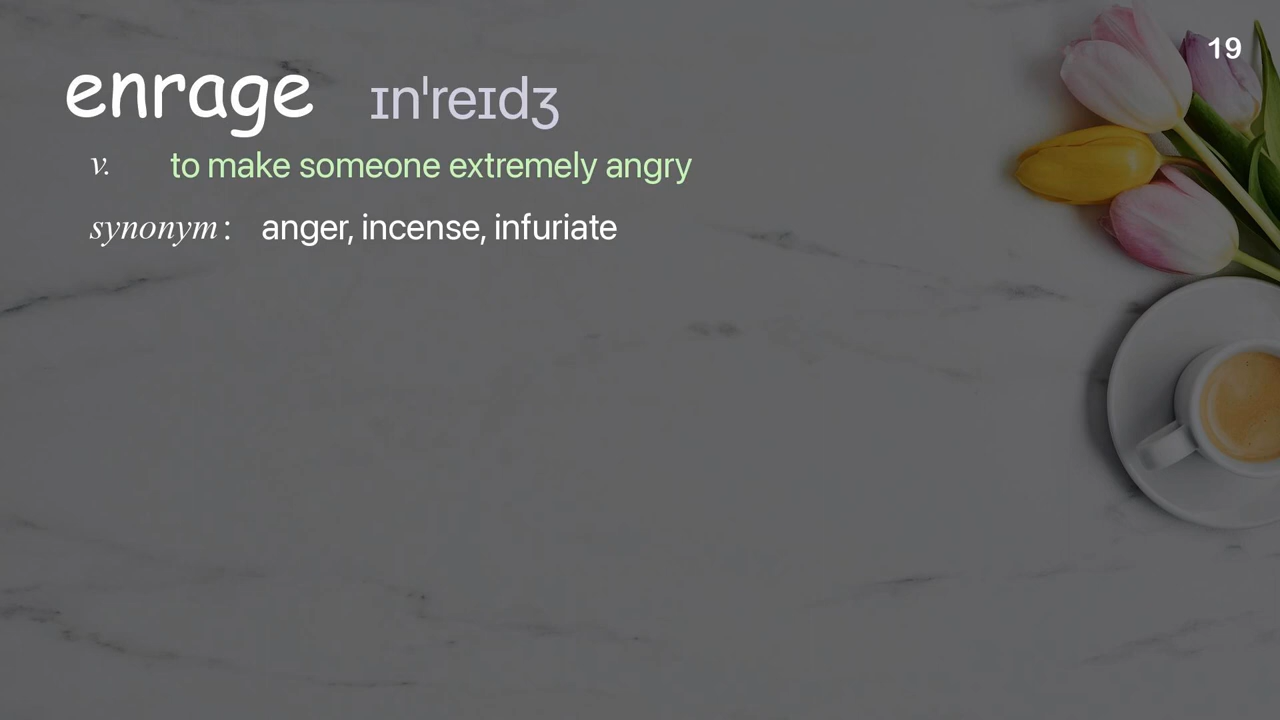 19
enrage ɪnˈreɪdʒ
v. to make someone extremely angry
synonym: anger, incense, infuriate